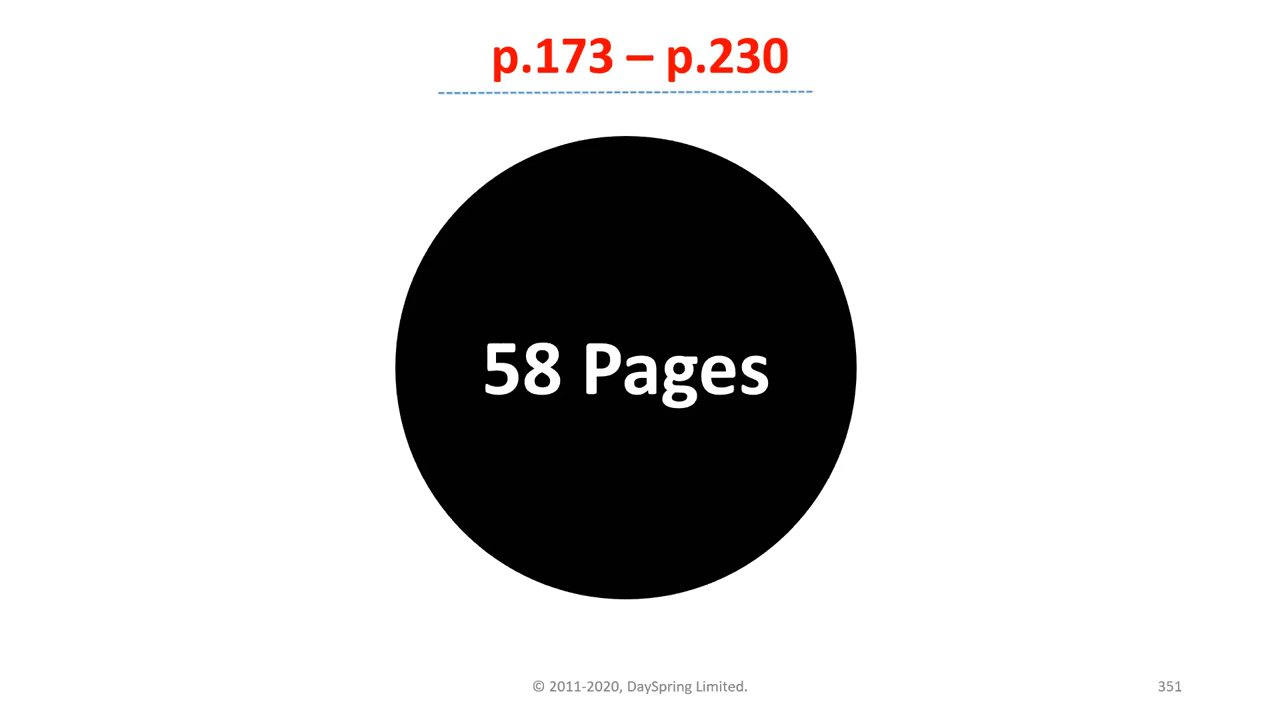 p.173 – p.230
58 Pages
© 2011-2020, DaySpring Limited.
351